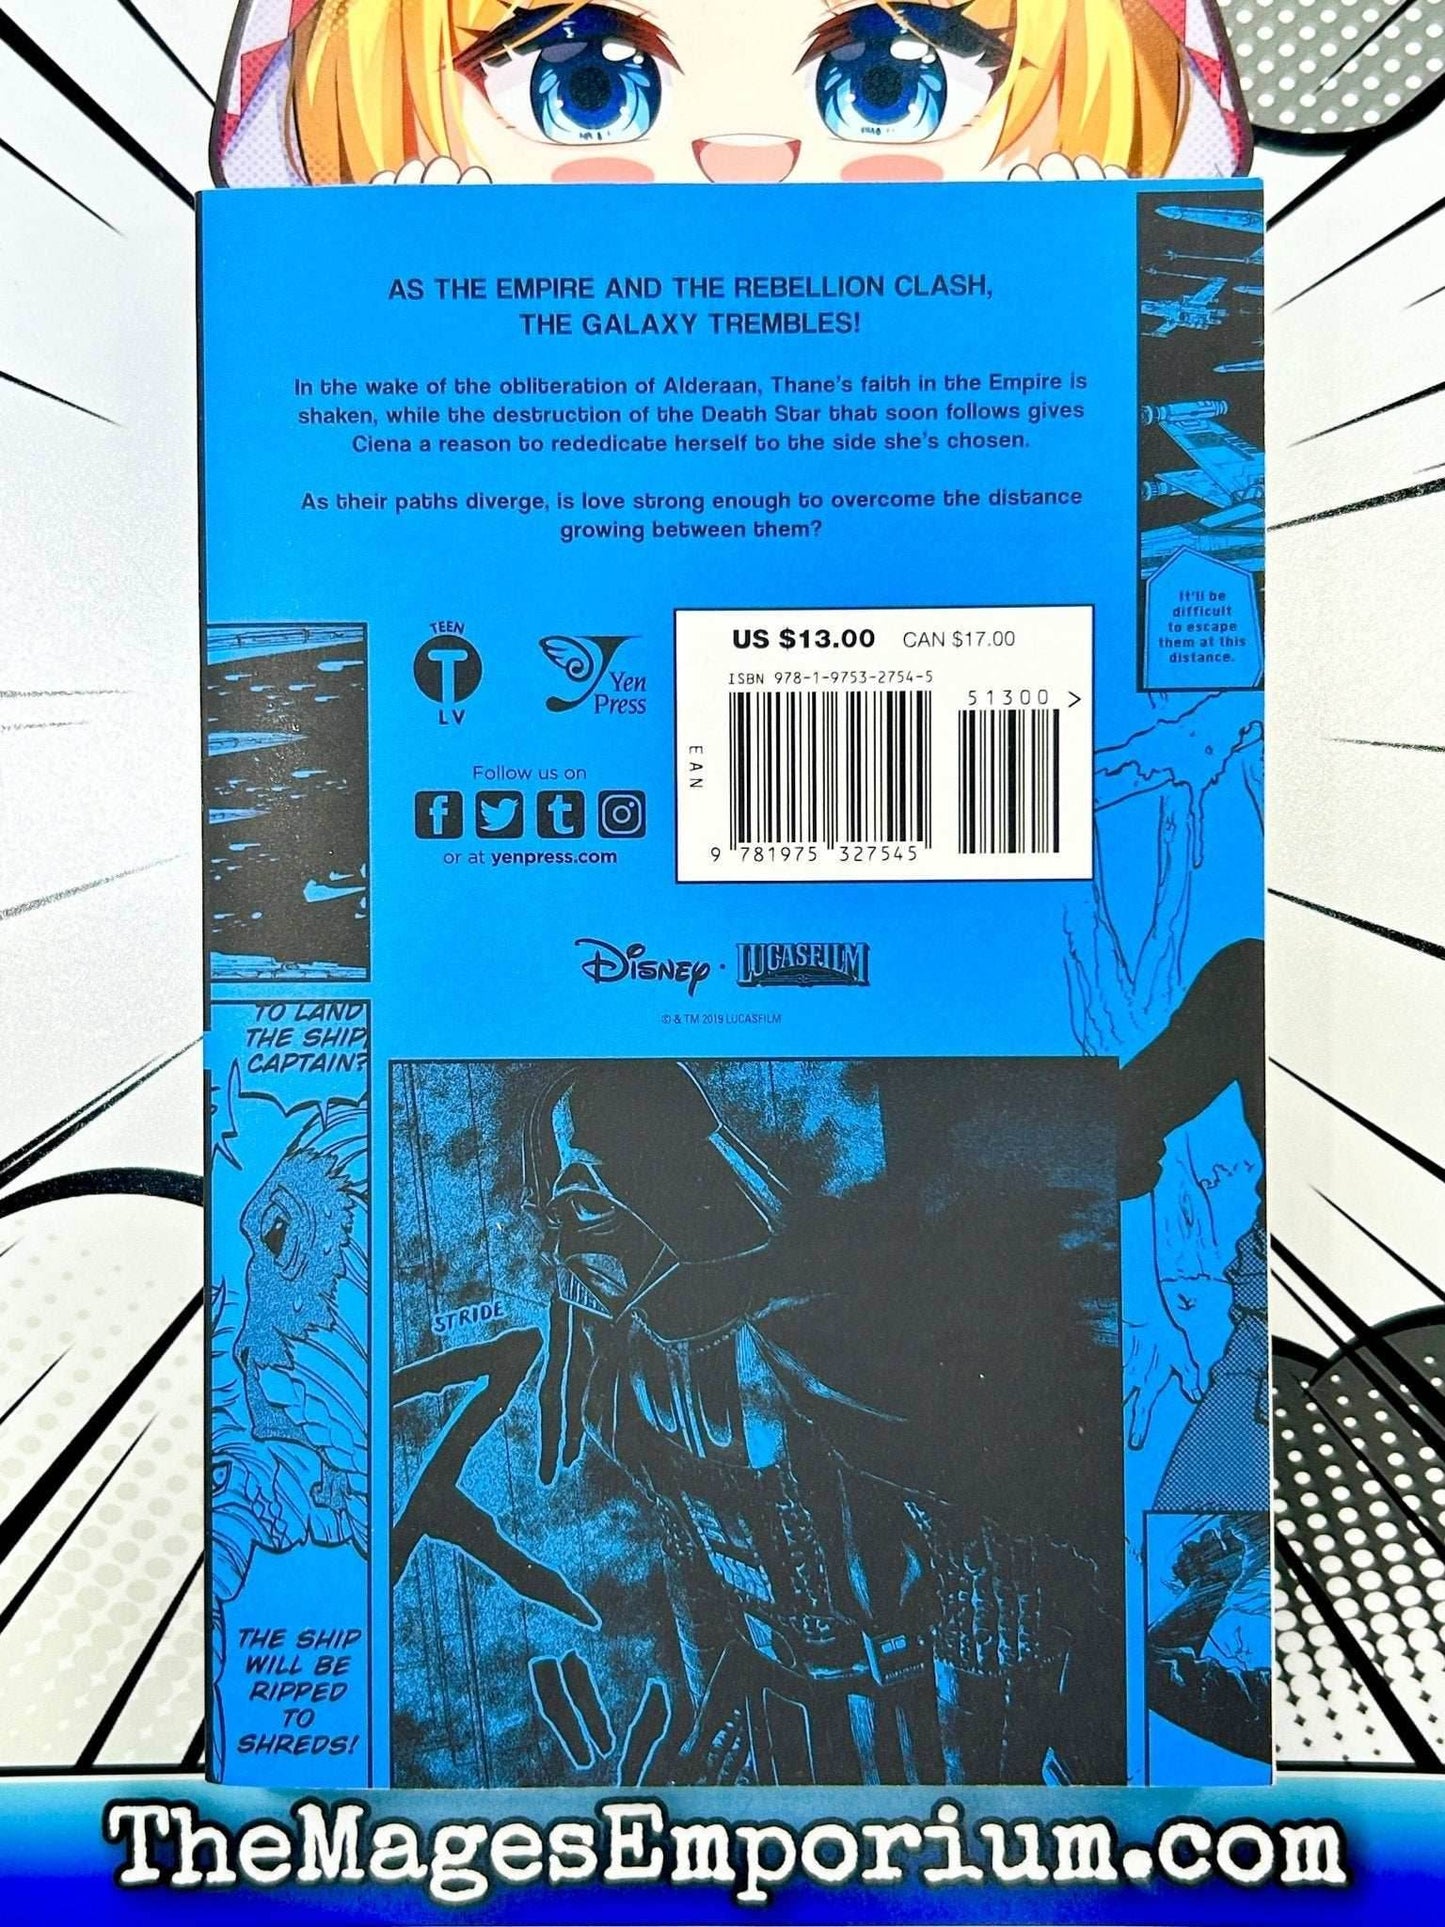 AS THE EMPIRE AND THE REBELLION CLASH,
THE GALAXY TREMBLES!
In the wake of the obliteration of Alderaan, Thane's faith in the Empire is
shaken, while the destruction of the Death Star that soon follows gives
Ciena a reason to rededicate herself to the side she's chosen.
As their paths diverge, is love strong enough to overcome the distance
growing between them?
It'll be
difficult
to escape
them at this
distance.
TEEN
T
LV
Yen
Press
US $13.00 CAN $17.00
ISBN 978-1-9753-2754-5
51300 >
EAN
9 781975 327545
Follow us on
or at yenpress.com
DISNEY · LUCASFILM
© & TM 2019 LUCASFILM
TO LAND
THE SHIP,
CAPTAIN?
STRIDE
THE SHIP
WILL BE
RIPPED
TO
SHREDS!
TheMagesEmporium.com